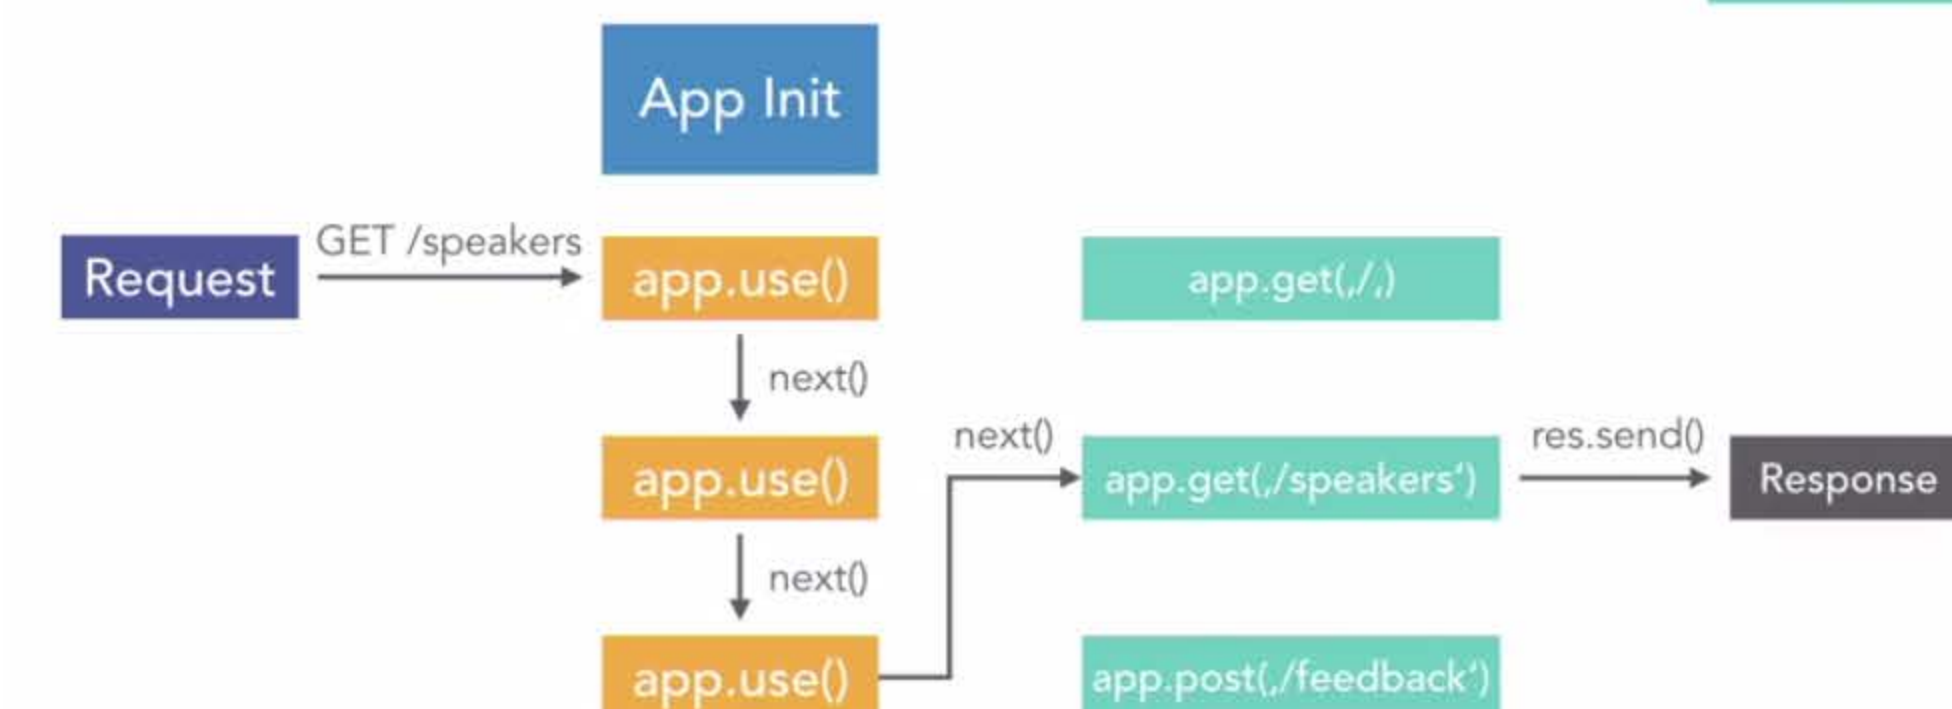 App Init
Request
GET /speakers
app.use()
app.get(‚/‚)
next()
app.use()
next()
app.get(‚/speakers‘)
res.send()
Response
next()
app.use()
app.post(‚/feedback‘)